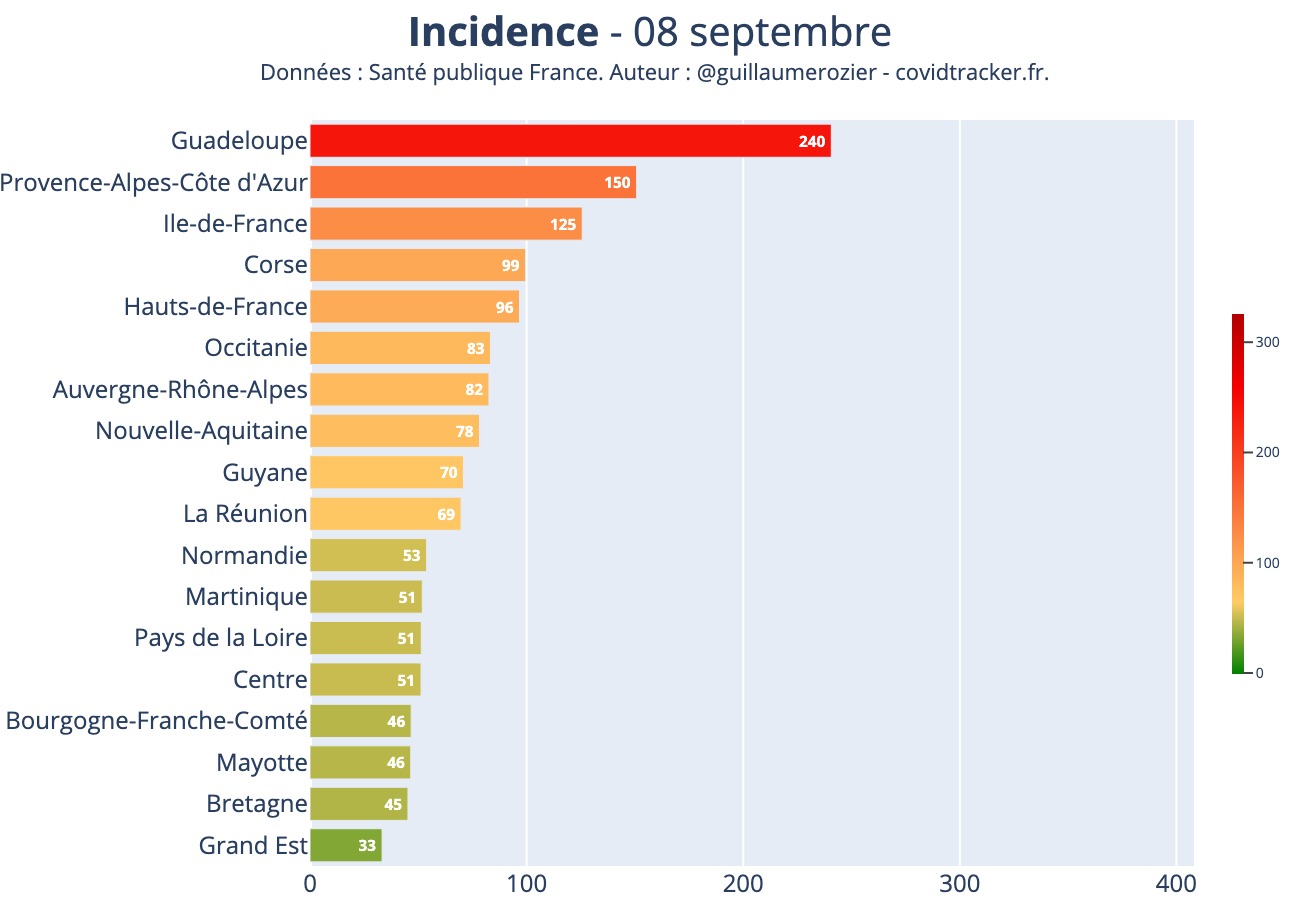 Incidence - 08 septembre
Données : Santé publique France. Auteur : @guillaumerozier - covidtracker.fr.
Guadeloupe 240
Provence-Alpes-Côte d'Azur 150
Ile-de-France 125
Corse 99
Hauts-de-France 96
Occitanie 83
Auvergne-Rhône-Alpes 82
Nouvelle-Aquitaine 78
Guyane 70
La Réunion 69
Normandie 53
Martinique 51
Pays de la Loire 51
Centre 51
Bourgogne-Franche-Comté 46
Mayotte 46
Bretagne 45
Grand Est 33
0 100 200 300 400
300
200
100
0